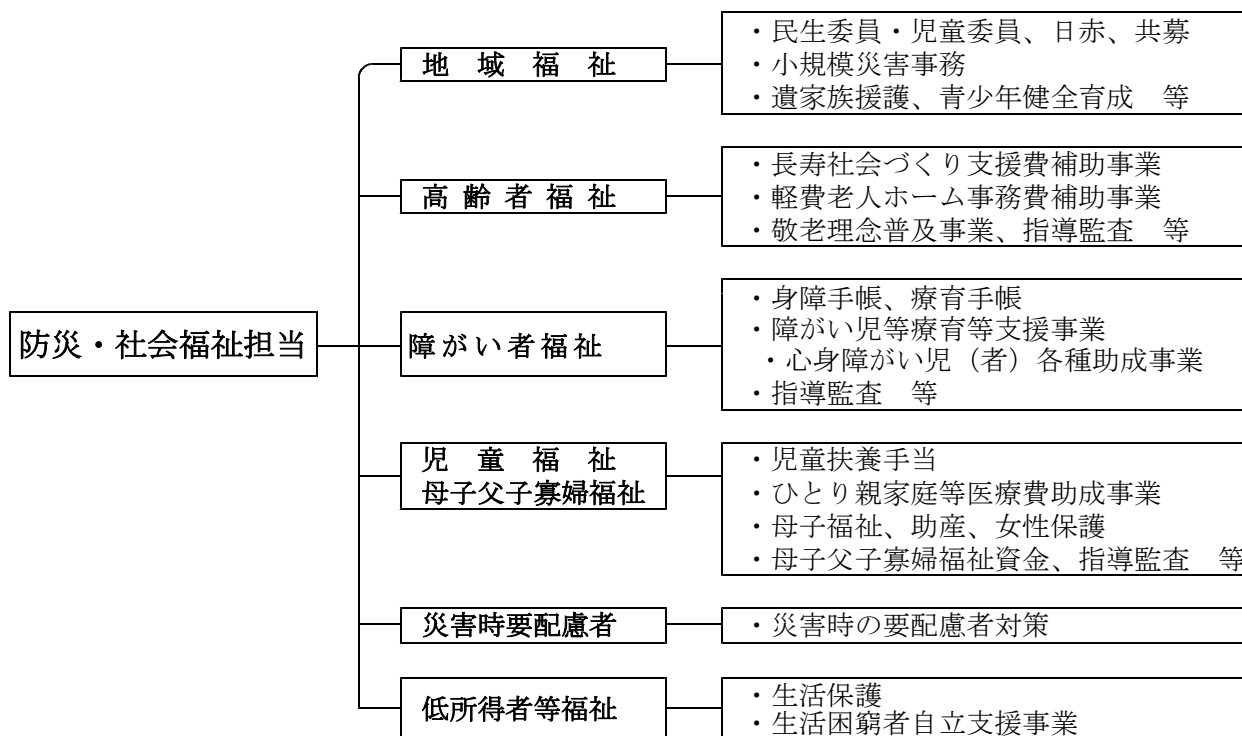 防災・社会福祉担当
地域福祉
・民生委員・児童委員、日赤、共募
・小規模災害事務
・遺家族援護、青少年健全育成　等
高齢者福祉
・長寿社会づくり支援費補助事業
・軽費老人ホーム事務費補助事業
・敬老理念普及事業、指導監査　等
障がい者福祉
・身障手帳、療育手帳
・障がい児等療育等支援事業
・心身障がい児（者）各種助成事業
・指導監査　等
児童福祉
母子父子寡婦福祉
・児童扶養手当
・ひとり親家庭等医療費助成事業
・母子福祉、助産、女性保護
・母子父子寡婦福祉資金、指導監査　等
災害時要配慮者
・災害時の要配慮者対策
低所得者等福祉
・生活保護
・生活困窮者自立支援事業